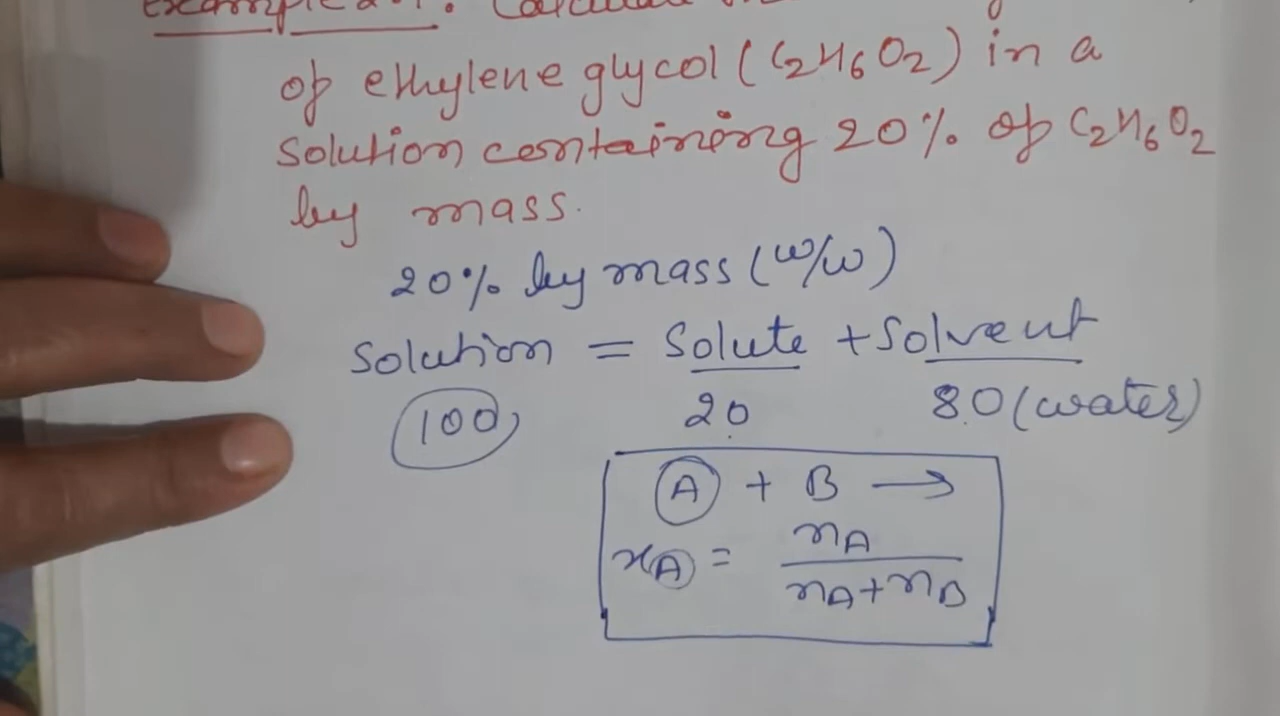 of ethylene glycol (C2H6O2) in a
solution containing 20% of C2H6O2
by mass.
20% by mass (w/w)
Solution = Solute + Solvent
100 20 80 (water)
A + B →
xA = nA / nA + nB